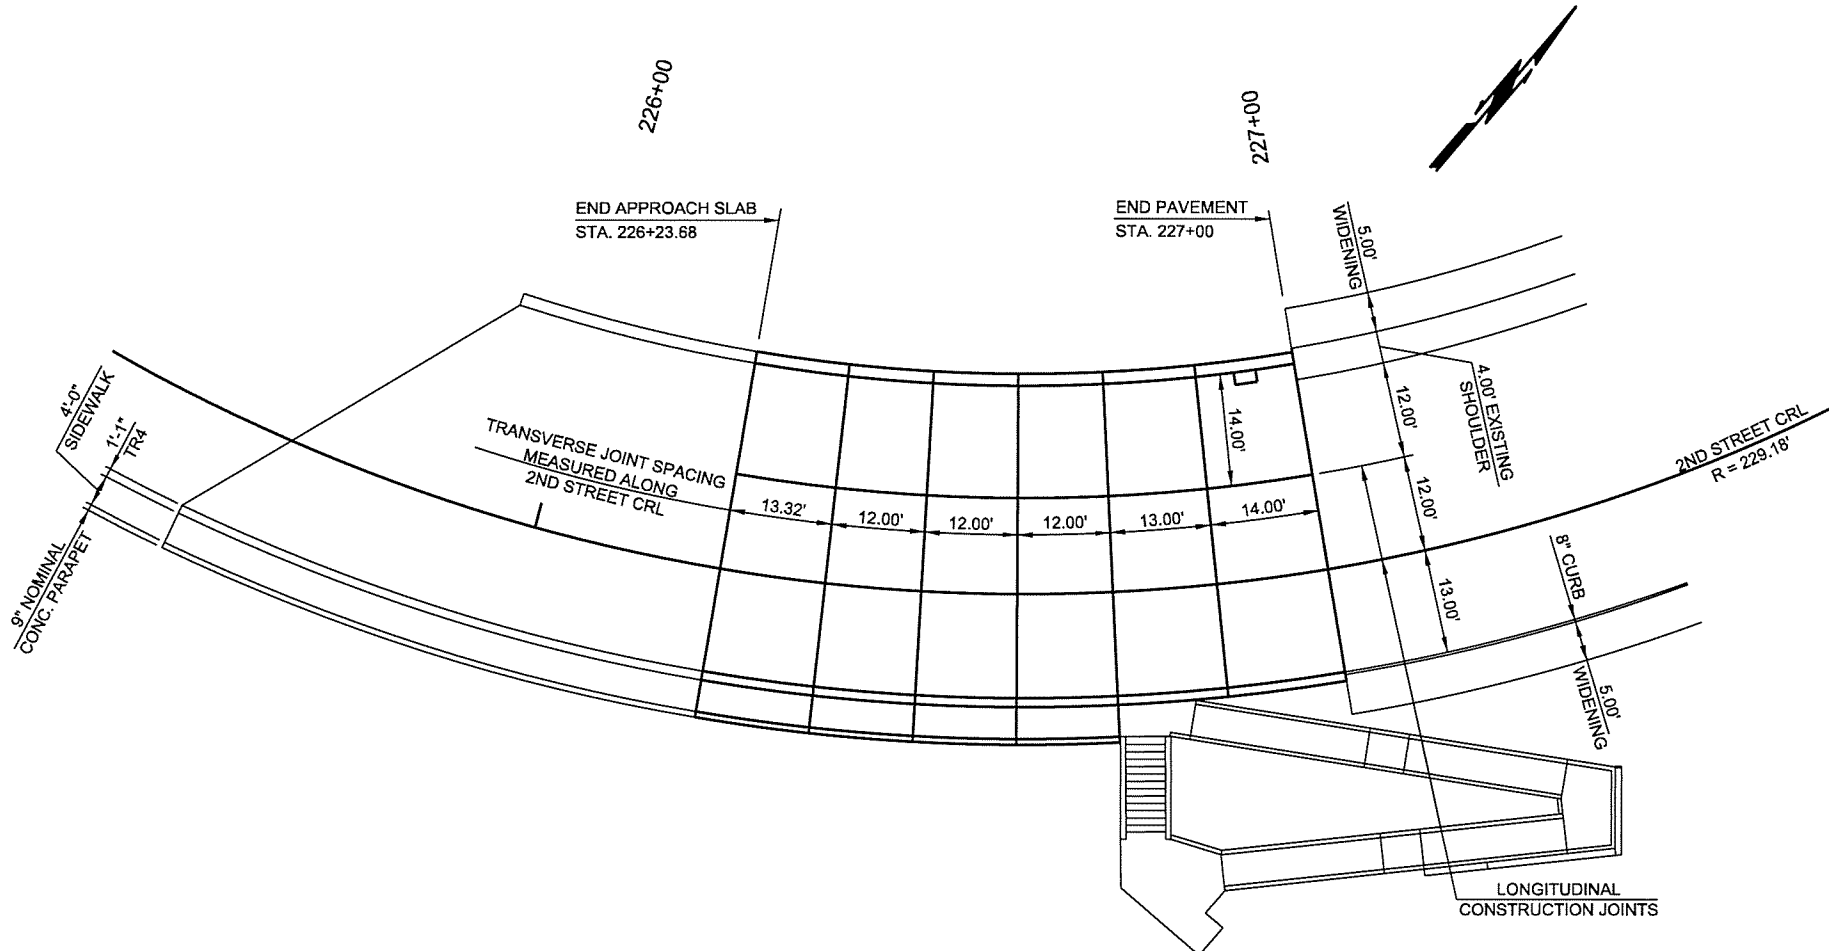 226+00
227+00
END APPROACH SLAB
STA. 226+23.68
END PAVEMENT
STA. 227+00
5.00'
WIDENING
4.00' EXISTING
SHOULDER
12.00'
12.00'
13.00'
14.00'
2ND STREET CRL
R = 229.18'
4'-0"
SIDEWALK
1'-1"
TR4
9" NOMINAL
CONC. PARAPET
TRANSVERSE JOINT SPACING
MEASURED ALONG
2ND STREET CRL
13.32'
12.00'
12.00'
12.00'
13.00'
14.00'
8" CURB
5.00'
WIDENING
LONGITUDINAL
CONSTRUCTION JOINTS